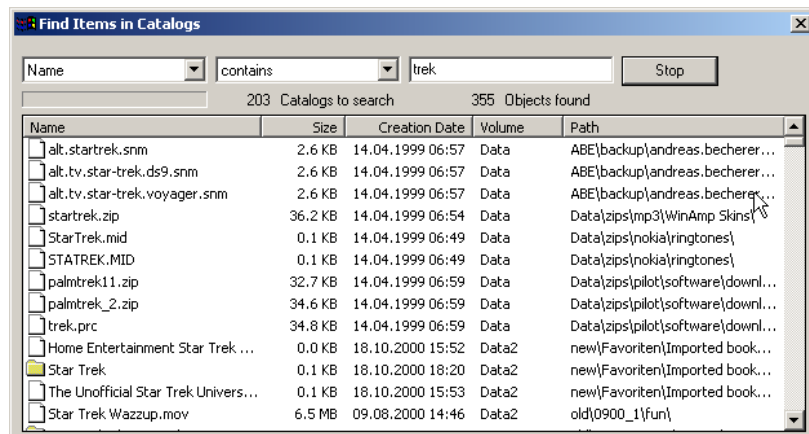 Find Items in Catalogs
Name contains trek Stop
203 Catalogs to search 355 Objects found
Name Size Creation Date Volume Path
alt.startrek.snm 2.6 KB 14.04.1999 06:57 Data ABE\backup\andreas.becherer...
alt.tv.star-trek.ds9.snm 2.6 KB 14.04.1999 06:57 Data ABE\backup\andreas.becherer...
alt.tv.star-trek.voyager.snm 2.6 KB 14.04.1999 06:57 Data ABE\backup\andreas.becherer...
startrek.zip 36.2 KB 14.04.1999 06:54 Data Data\zips\mp3\WinAmp Skins\
StarTrek.mid 0.1 KB 14.04.1999 06:49 Data Data\zips\nokia\ringtones\
STATREK.MID 0.1 KB 14.04.1999 06:49 Data Data\zips\nokia\ringtones\
palmtrek11.zip 32.7 KB 14.04.1999 06:59 Data Data\zips\pilot\software\downl...
palmtrek_2.zip 34.6 KB 14.04.1999 06:59 Data Data\zips\pilot\software\downl...
trek.prc 34.8 KB 14.04.1999 06:59 Data Data\zips\pilot\software\downl...
Home Entertainment Star Trek ... 0.0 KB 18.10.2000 15:52 Data2 new\Favoriten\Imported book...
Star Trek 0.1 KB 18.10.2000 18:20 Data2 new\Favoriten\Imported book...
The Unofficial Star Trek Univers... 0.1 KB 18.10.2000 15:53 Data2 new\Favoriten\Imported book...
Star Trek Wazzup.mov 6.5 MB 09.08.2000 14:46 Data2 old\0900_1\fun\